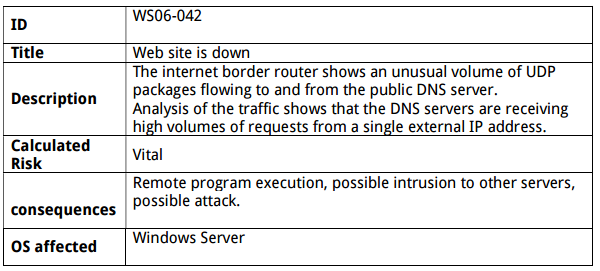 ID WS06-042
Title Web site is down
The internet border router shows an unusual volume of UDP
packages flowing to and from the public DNS server.
Description Analysis of the traffic shows that the DNS servers are receiving
high volumes of requests from a single external IP address.
Calculated
Risk Vital
Remote program execution, possible intrusion to other servers,
consequences possible attack.
OS affected Windows Server